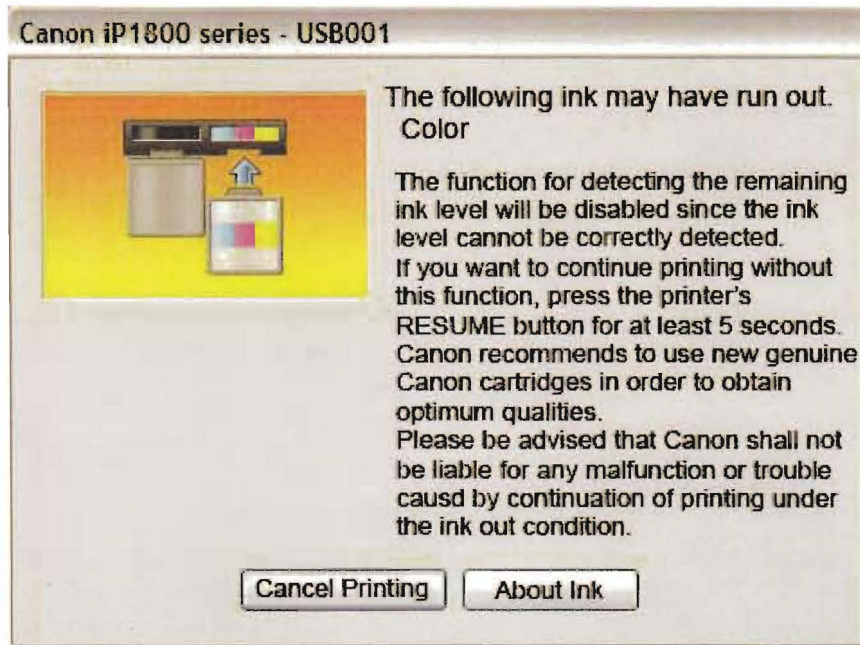 Canon iP1800 series - USB001
The following ink may have run out.
Color
The function for detecting the remaining
ink level will be disabled since the ink
level cannot be correctly detected.
If you want to continue printing without
this function, press the printer's
RESUME button for at least 5 seconds.
Canon recommends to use new genuine
Canon cartridges in order to obtain
optimum qualities.
Please be advised that Canon shall not
be liable for any malfunction or trouble
causd by continuation of printing under
the ink out condition.
Cancel Printing
About Ink